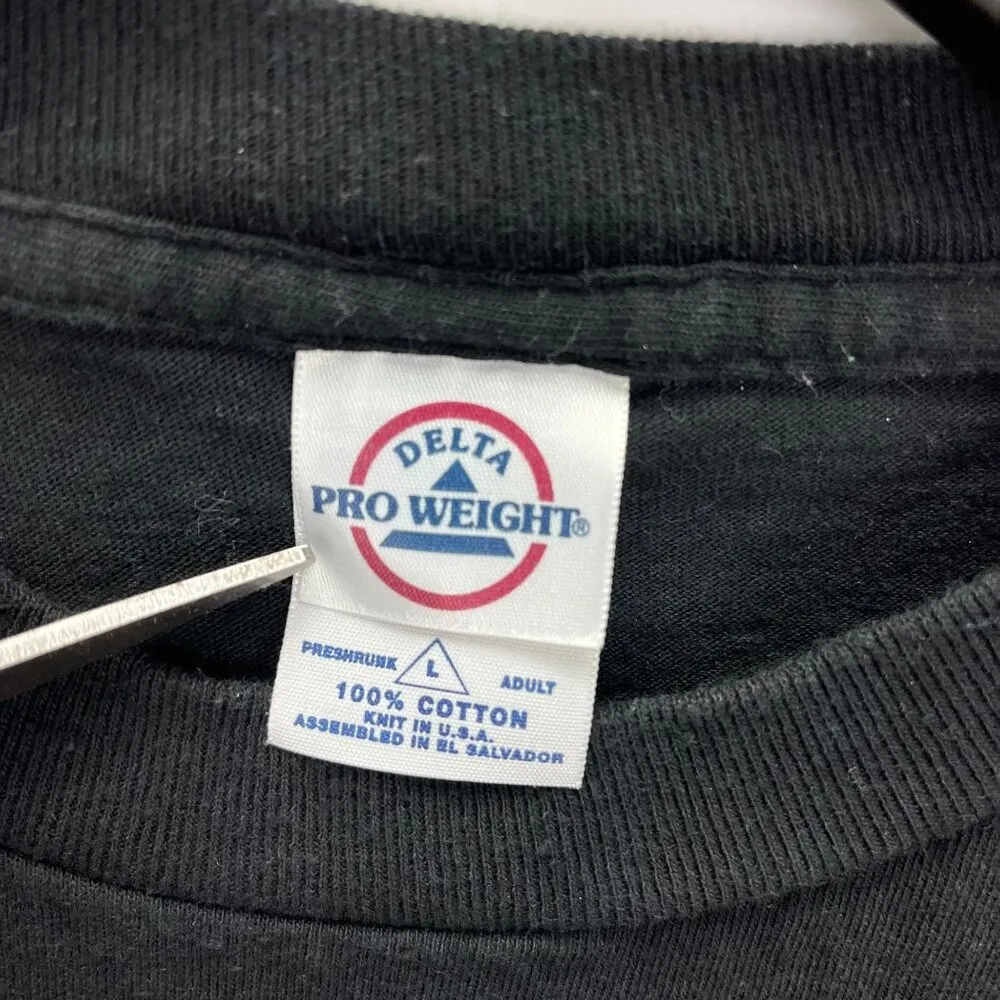 DELTA
PRO WEIGHT®
PRESHRUNK L ADULT
100% COTTON
KNIT IN U.S.A.
ASSEMBLED IN EL SALVADOR